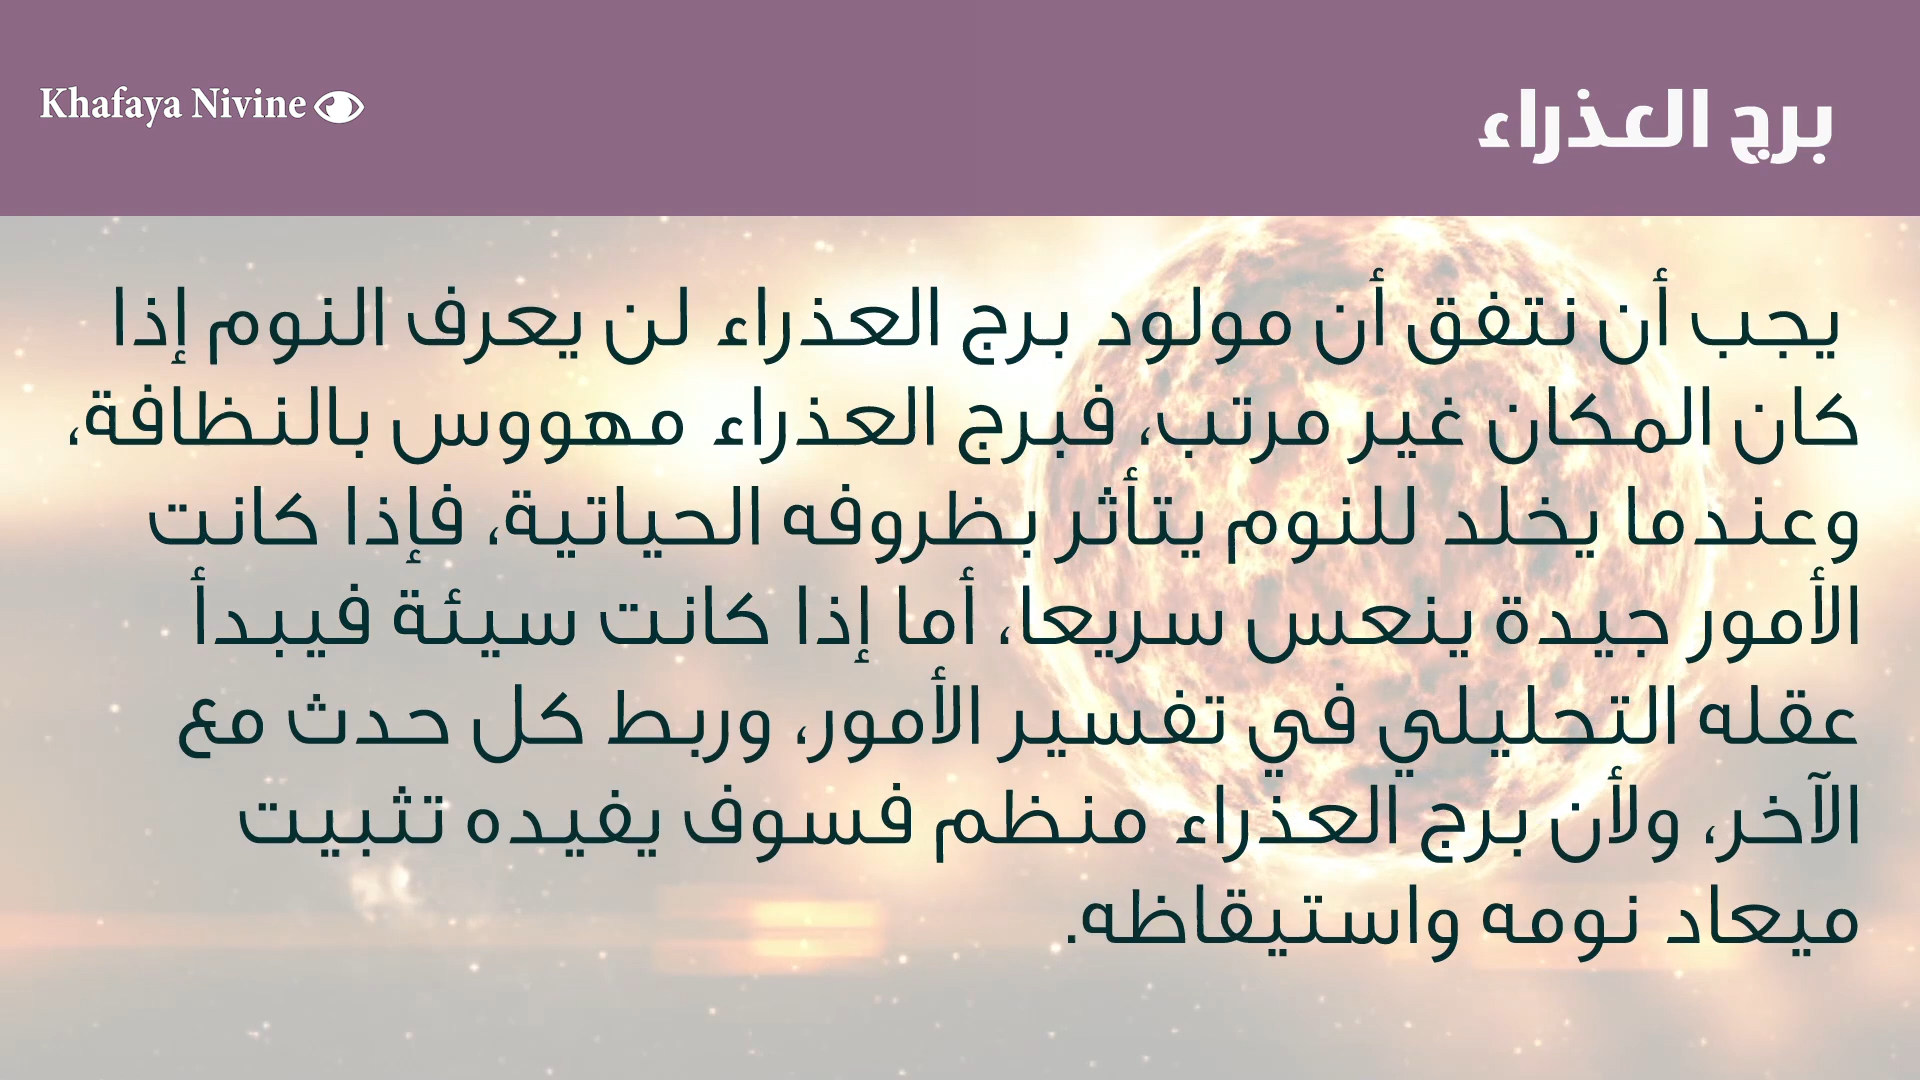 برج العذراء
Khafaya Nivine
يجب أن نتفق أن مولود برج العذراء لن يعرف النوم إذا
كان المكان غير مرتب، فبرج العذراء مهووس بالنظافة،
وعندما يخلد للنوم يتأثر بظروفه الحياتية، فإذا كانت
الأمور جيدة ينعس سريعا، أما إذا كانت سيئة فيبدأ
عقله التحليلي في تفسير الأمور، وربط كل حدث مع
الآخر، ولأن برج العذراء منظم فسوف يفيده تثبيت
ميعاد نومه واستيقاظه.